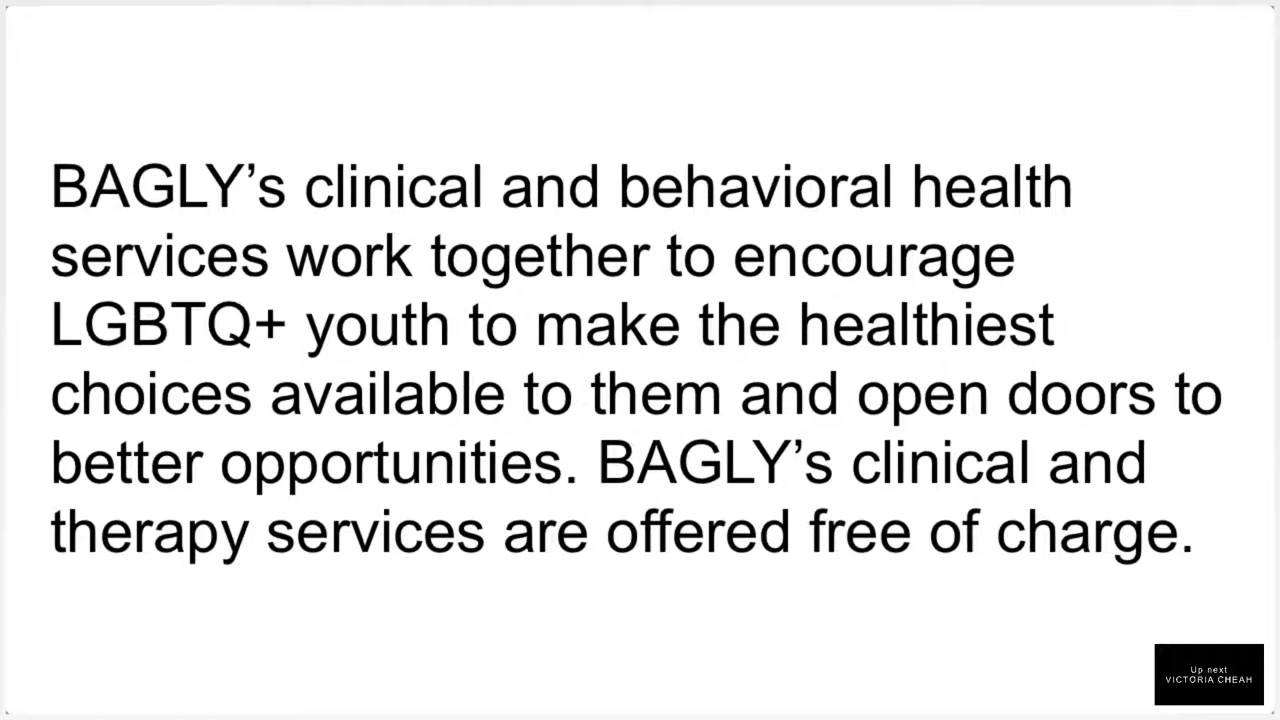 BAGLY’s clinical and behavioral health
services work together to encourage
LGBTQ+ youth to make the healthiest
choices available to them and open doors to
better opportunities. BAGLY’s clinical and
therapy services are offered free of charge.
Up next
VICTORIA CHEAH